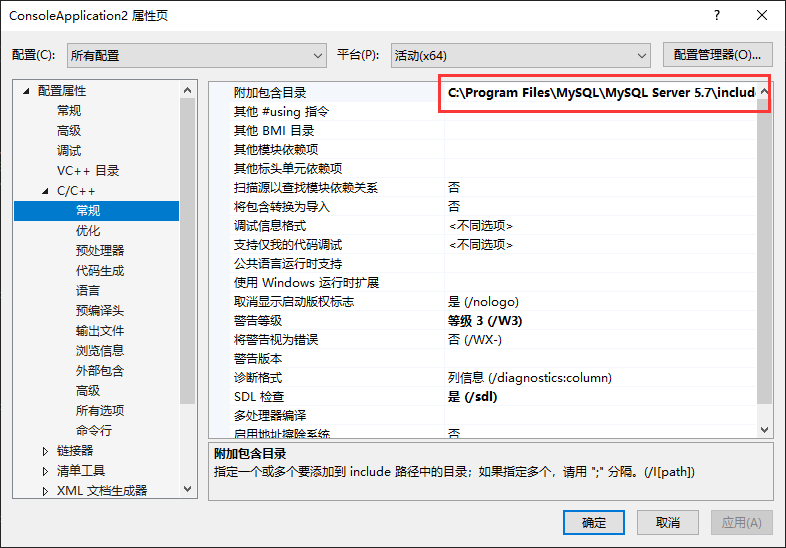 ConsoleApplication2 属性页
配置(C): 所有配置 平台(P): 活动(x64) 配置管理器(O)...
配置属性
常规
高级
调试
VC++ 目录
C/C++
常规
优化
预处理器
代码生成
语言
预编译头
输出文件
浏览信息
外部包含
高级
所有选项
命令行
链接器
清单工具
XML 文档生成器
附加包含目录 C:\Program Files\MySQL\MySQL Server 5.7\includ
其他 #using 指令
其他 BMI 目录
其他模块依赖项
其他标头单元依赖项
扫描源以查找模块依赖关系 否
将包含转换为导入 否
调试信息格式 <不同选项>
支持仅我的代码调试 <不同选项>
公共语言运行时支持
使用 Windows 运行时扩展
取消显示启动版权标志 是 (/nologo)
警告等级 等级 3 (/W3)
将警告视为错误 否 (/WX-)
警告版本
诊断格式 列信息 (/diagnostics:column)
SDL 检查 是 (/sdl)
多处理器编译
启用地址擦除系统 否
附加包含目录
指定一个或多个要添加到 include 路径中的目录；如果指定多个，请用 ";" 分隔。(/I[path])
确定 取消 应用(A)